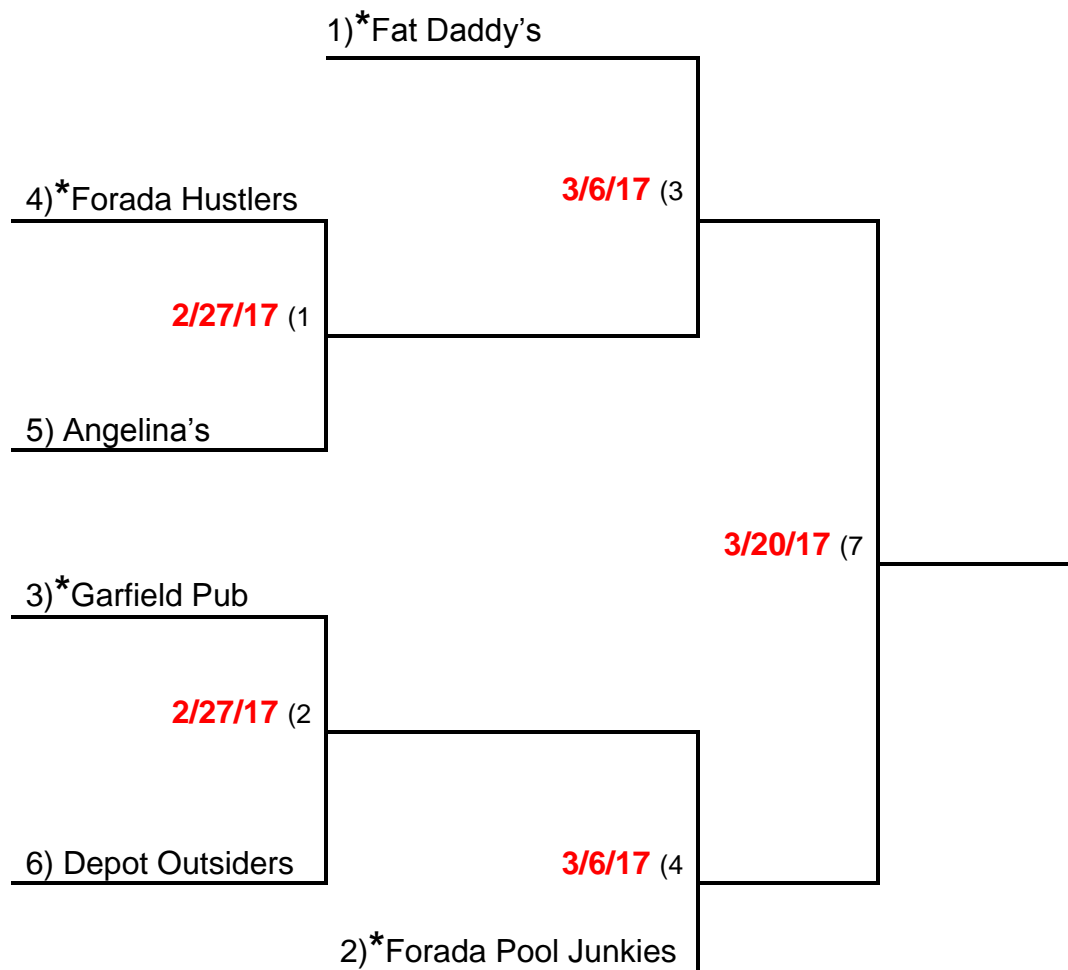 1)*Fat Daddy’s
3/6/17 (3
4)*Forada Hustlers
2/27/17 (1
5) Angelina’s
3/20/17 (7
3)*Garfield Pub
2/27/17 (2
6) Depot Outsiders
3/6/17 (4
2)*Forada Pool Junkies